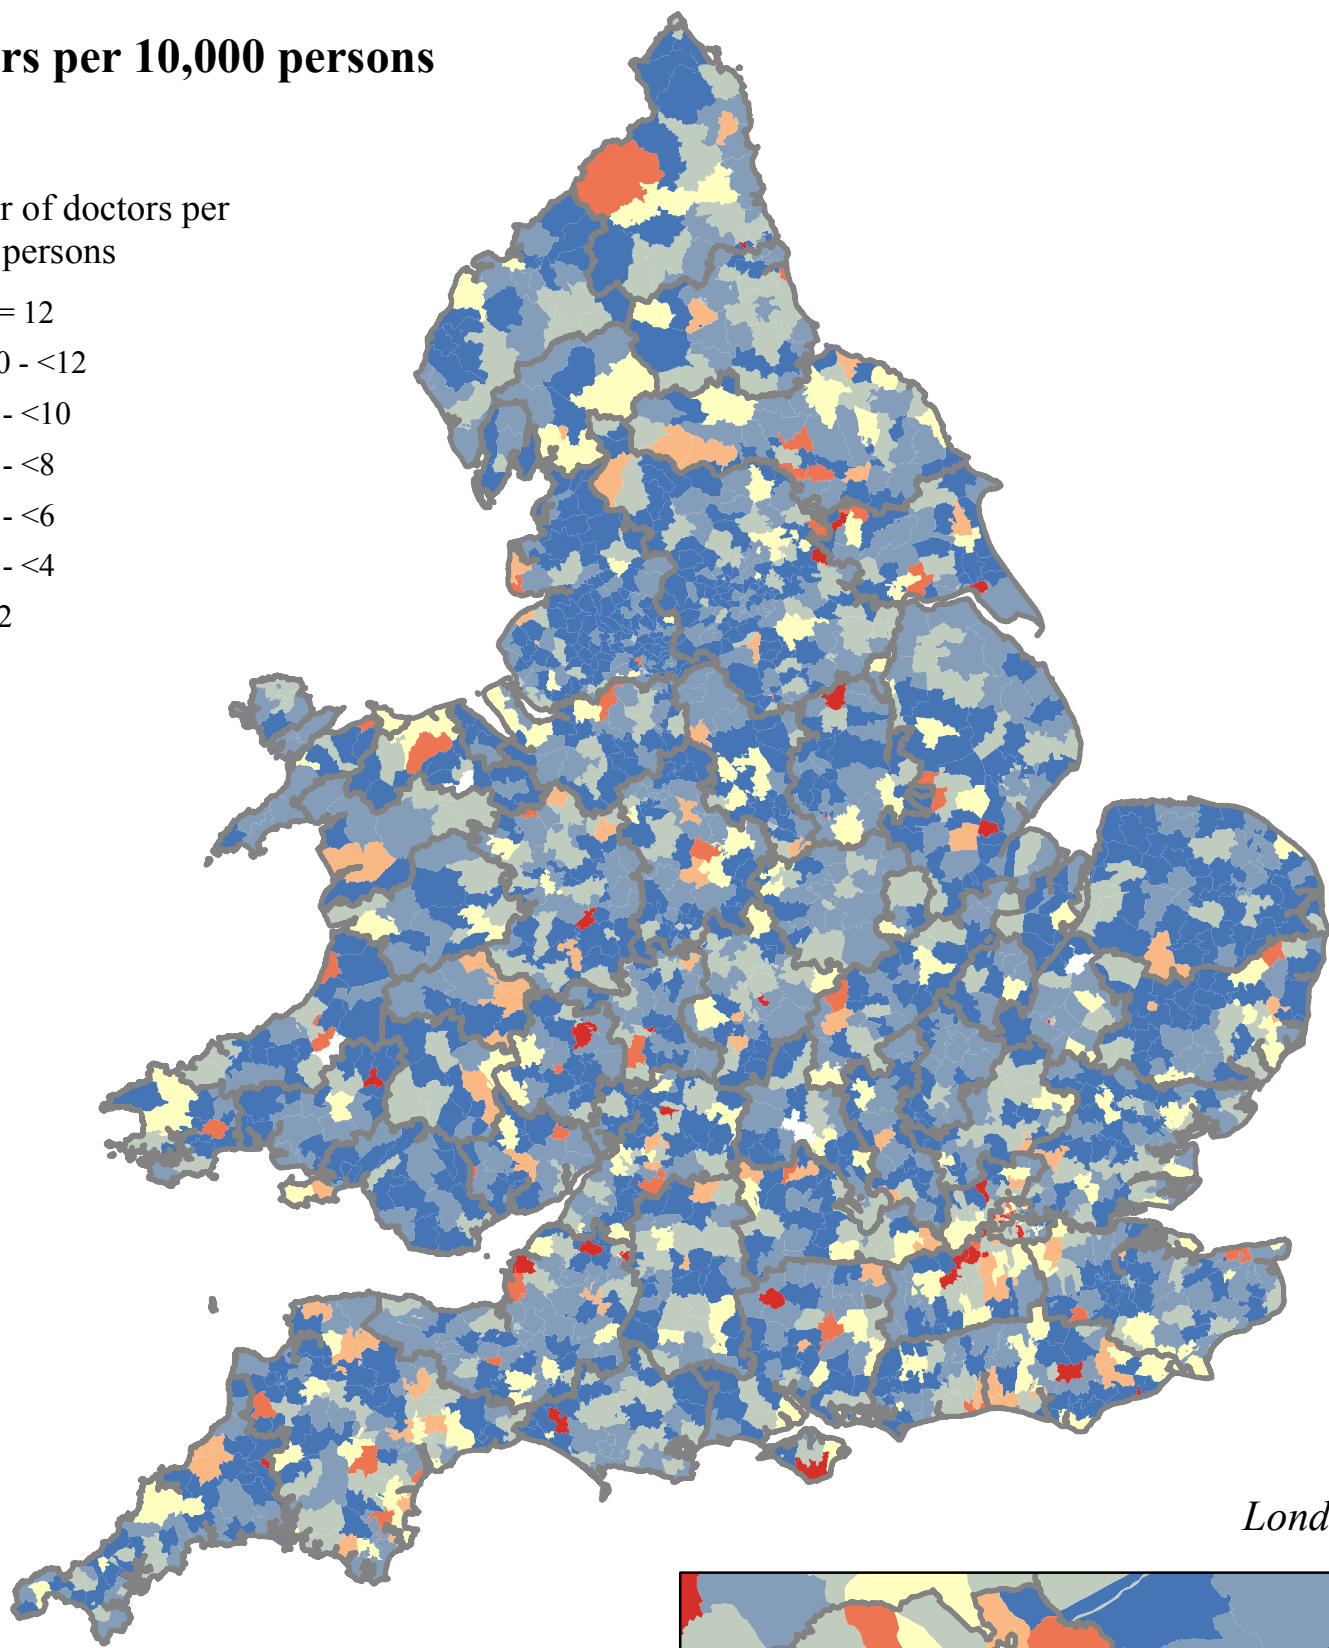 rs per 10,000 persons
r of doctors per
persons
= 12
0 - <12
- <10
- <8
- <6
- <4
2
Lond